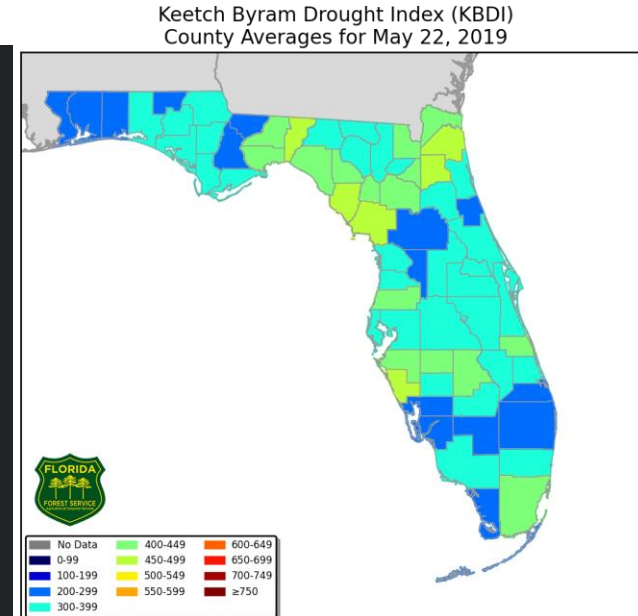 Keetch Byram Drought Index (KBDI)
County Averages for May 22, 2019
FLORIDA
FOREST SERVICE
No Data
0-99
100-199
200-299
300-399
400-449
450-499
500-549
550-599
600-649
650-699
700-749
≥750